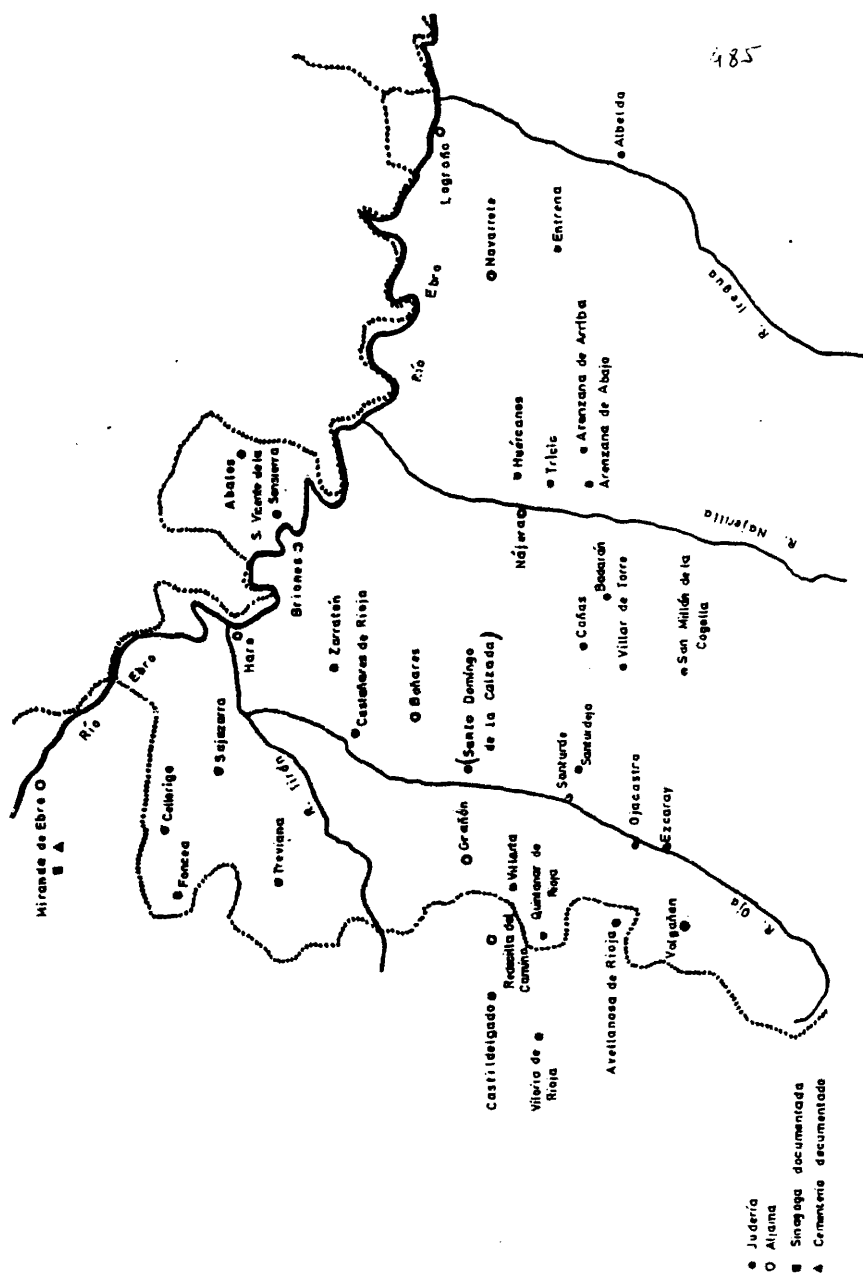 485
Miranda de Ebro
Río
Ebro
Cellorigo
Foncea
Sajazarra
Treviana
R. Tirón
Haro
Briones
Abalos
S. Vicente de la
Sonsierra
Zarratón
Castañares de Rioja
Bañares
(Santo Domingo
de la Calzada)
Grañón
Villarta
Quintanar de
Rioja
Redecilla del
Camino
Castildelgado
Viloria de
Rioja
Avellanosa de Rioja
Valgañón
R. Oja
Santurde
Santurdejo
Ojacastro
Ezcaray
Río
Ebro
Logroño
Navarrete
Entrena
Albelda
R. Iregua
Huércanos
Tricio
Arenzana de Arriba
Arenzana de Abajo
Nájera
R. Najerilla
Cañas
Badarán
Villar de Torre
San Millán de la
Cogolla
Judería
Aljama
Sinagoga documentada
Cementerio documentado